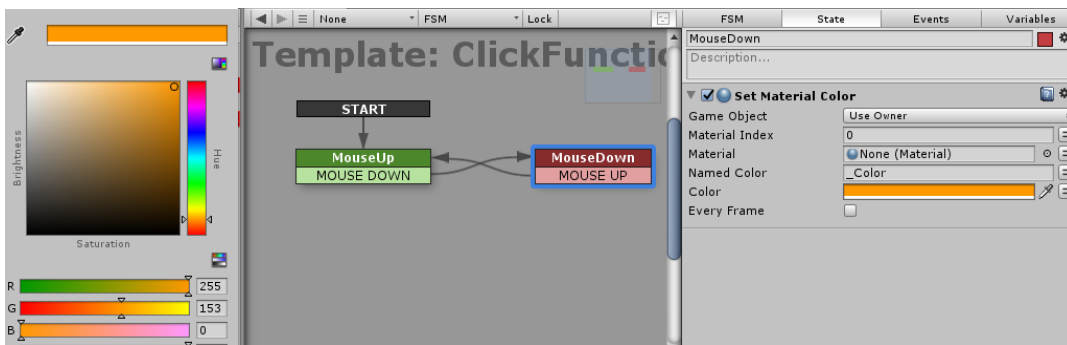 Brightness
Hue
Saturation
R 255
G 153
B 0
None FSM Lock
Template: ClickFunctic
START
MouseUp
MOUSE DOWN
MouseDown
MOUSE UP
FSM State Events Variables
MouseDown
Description...
Set Material Color
Game Object Use Owner
Material Index 0
Material None (Material)
Named Color _Color
Color
Every Frame